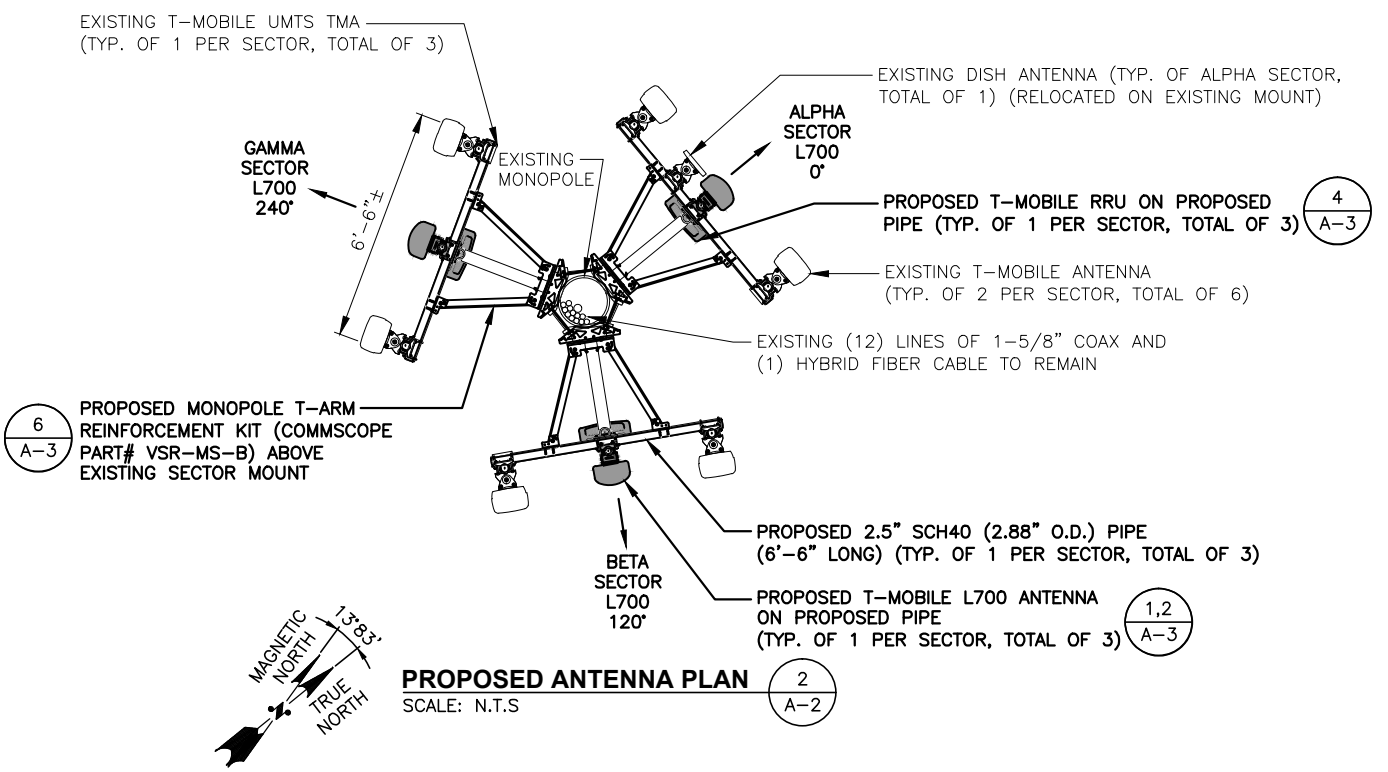 EXISTING T-MOBILE UMTS TMA
(TYP. OF 1 PER SECTOR, TOTAL OF 3)
EXISTING DISH ANTENNA (TYP. OF ALPHA SECTOR,
TOTAL OF 1) (RELOCATED ON EXISTING MOUNT)
ALPHA
SECTOR
L700
0°
GAMMA
SECTOR
L700
240°
6'-6"±
EXISTING
MONOPOLE
PROPOSED T-MOBILE RRU ON PROPOSED
PIPE (TYP. OF 1 PER SECTOR, TOTAL OF 3)
4
A-3
EXISTING T-MOBILE ANTENNA
(TYP. OF 2 PER SECTOR, TOTAL OF 6)
EXISTING (12) LINES OF 1-5/8" COAX AND
(1) HYBRID FIBER CABLE TO REMAIN
6
A-3
PROPOSED MONOPOLE T-ARM
REINFORCEMENT KIT (COMMSCOPE
PART# VSR-MS-B) ABOVE
EXISTING SECTOR MOUNT
PROPOSED 2.5" SCH40 (2.88" O.D.) PIPE
(6'-6" LONG) (TYP. OF 1 PER SECTOR, TOTAL OF 3)
BETA
SECTOR
L700
120°
PROPOSED T-MOBILE L700 ANTENNA
ON PROPOSED PIPE
(TYP. OF 1 PER SECTOR, TOTAL OF 3)
1,2
A-3
13°83'
MAGNETIC
NORTH
TRUE
NORTH
N
PROPOSED ANTENNA PLAN
SCALE: N.T.S
2
A-2